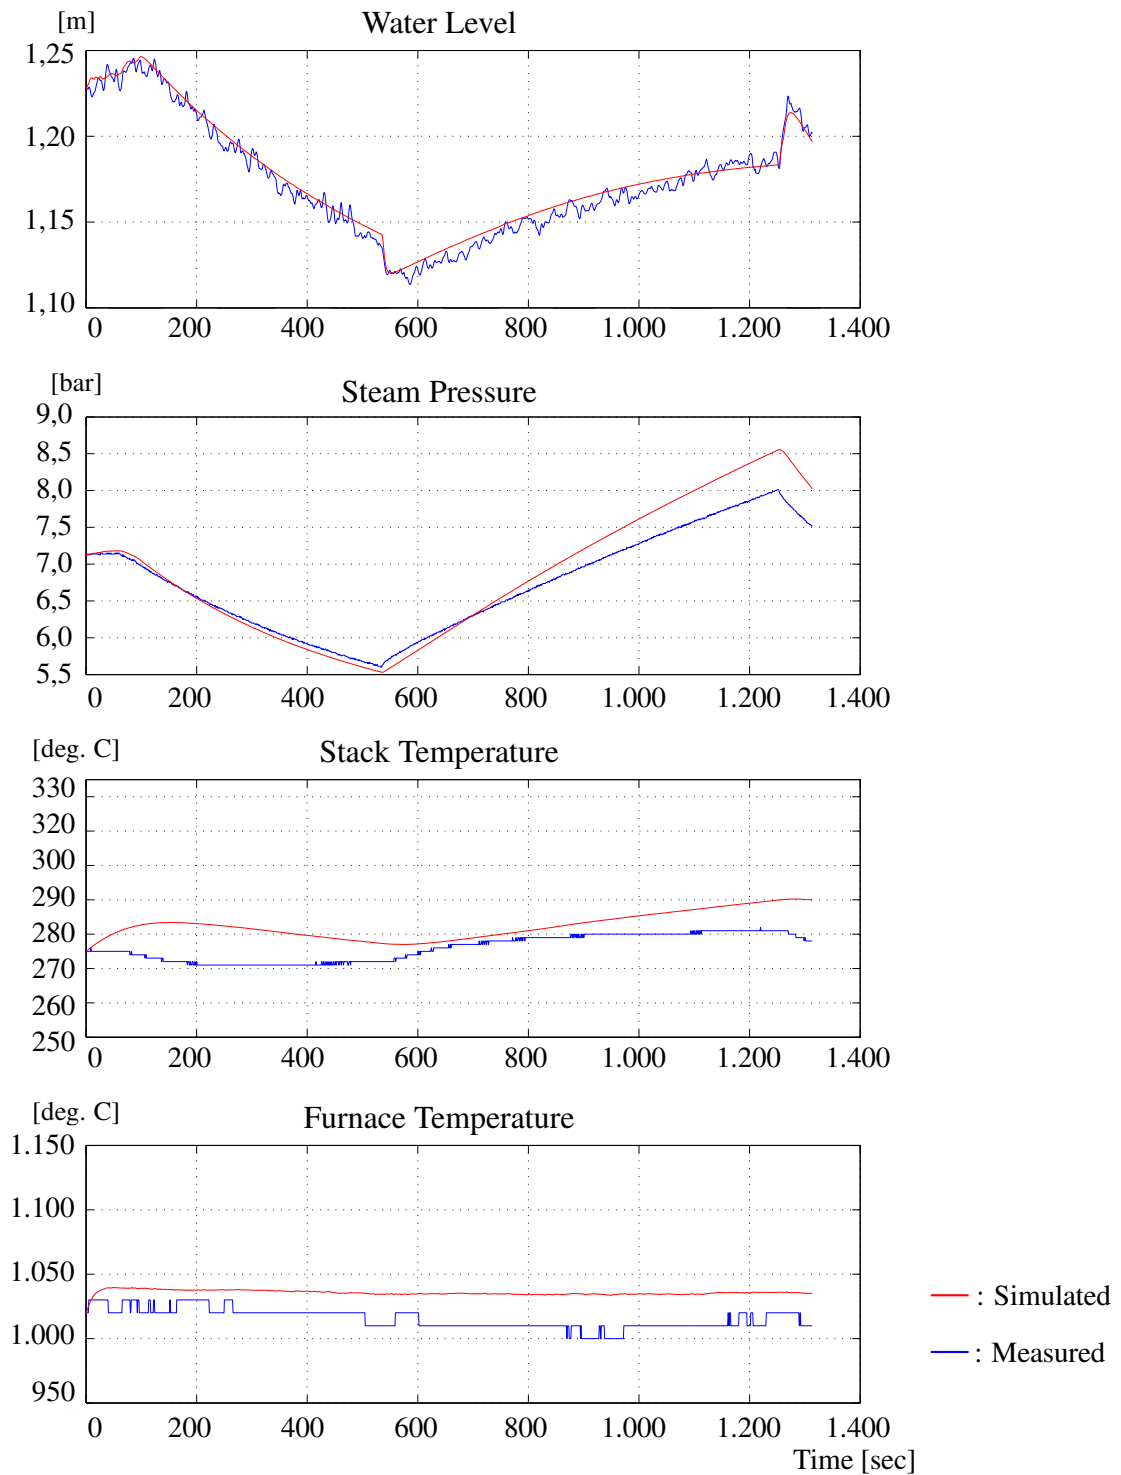 [m]
Water Level
1,25
1,20
1,15
1,10
0 200 400 600 800 1.000 1.200 1.400
[bar]
Steam Pressure
9,0
8,5
8,0
7,5
7,0
6,5
6,0
5,5
0 200 400 600 800 1.000 1.200 1.400
[deg. C]
Stack Temperature
330
320
300
290
280
270
260
250
0 200 400 600 800 1.000 1.200 1.400
[deg. C]
Furnace Temperature
1.150
1.100
1.050
1.000
950
0 200 400 600 800 1.000 1.200 1.400
Time [sec]
: Simulated
: Measured